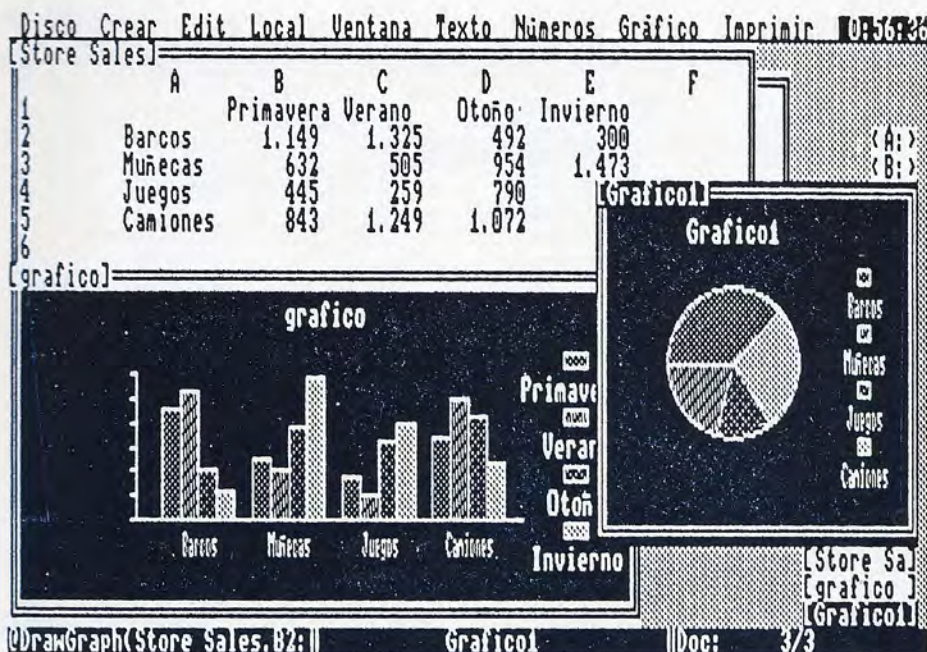 Disco Crear Edit Local Ventana Texto Números Gráfico Imprimir
[Store Sales]
A B C D E F
1 Primavera Verano Otoño Invierno
2 Barcos 1.149 1.325 492 300
3 Muñecas 632 505 954 1.473
4 Juegos 445 259 790
5 Camiones 843 1.249 1.072
6
<A:>
<B:>
[grafico]
grafico
Primave
Veran
Otoñ
Invierno
Barcos Muñecas Juegos Camiones
[Grafico1]
Grafico1
Barcos
Muñecas
Juegos
Camiones
[Store Sa]
[grafico ]
[Grafico1]
@DrawGraph(Store Sales.B2: Grafico1 Doc: 3/3